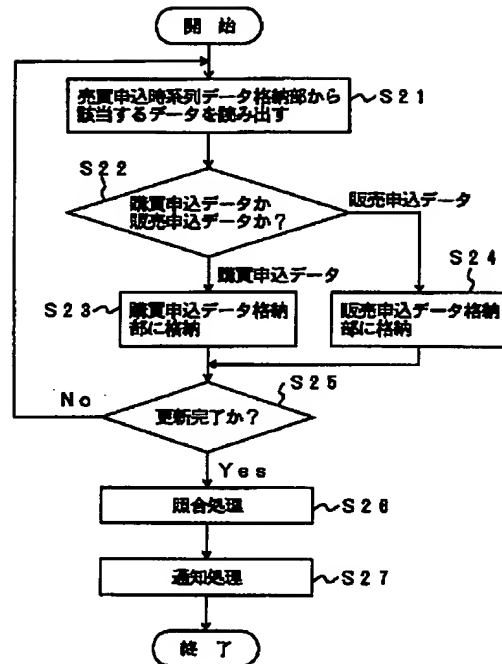 開 始
売買申込時系列データ格納部から
該当するデータを読み出す
S21
S22
購買申込データか
販売申込データか?
販売申込データ
購買申込データ
S24
S23
購買申込データ格納
部に格納
販売申込データ格納
部に格納
S25
No
更新完了か?
Yes
照合処理
S26
通知処理
S27
終 了